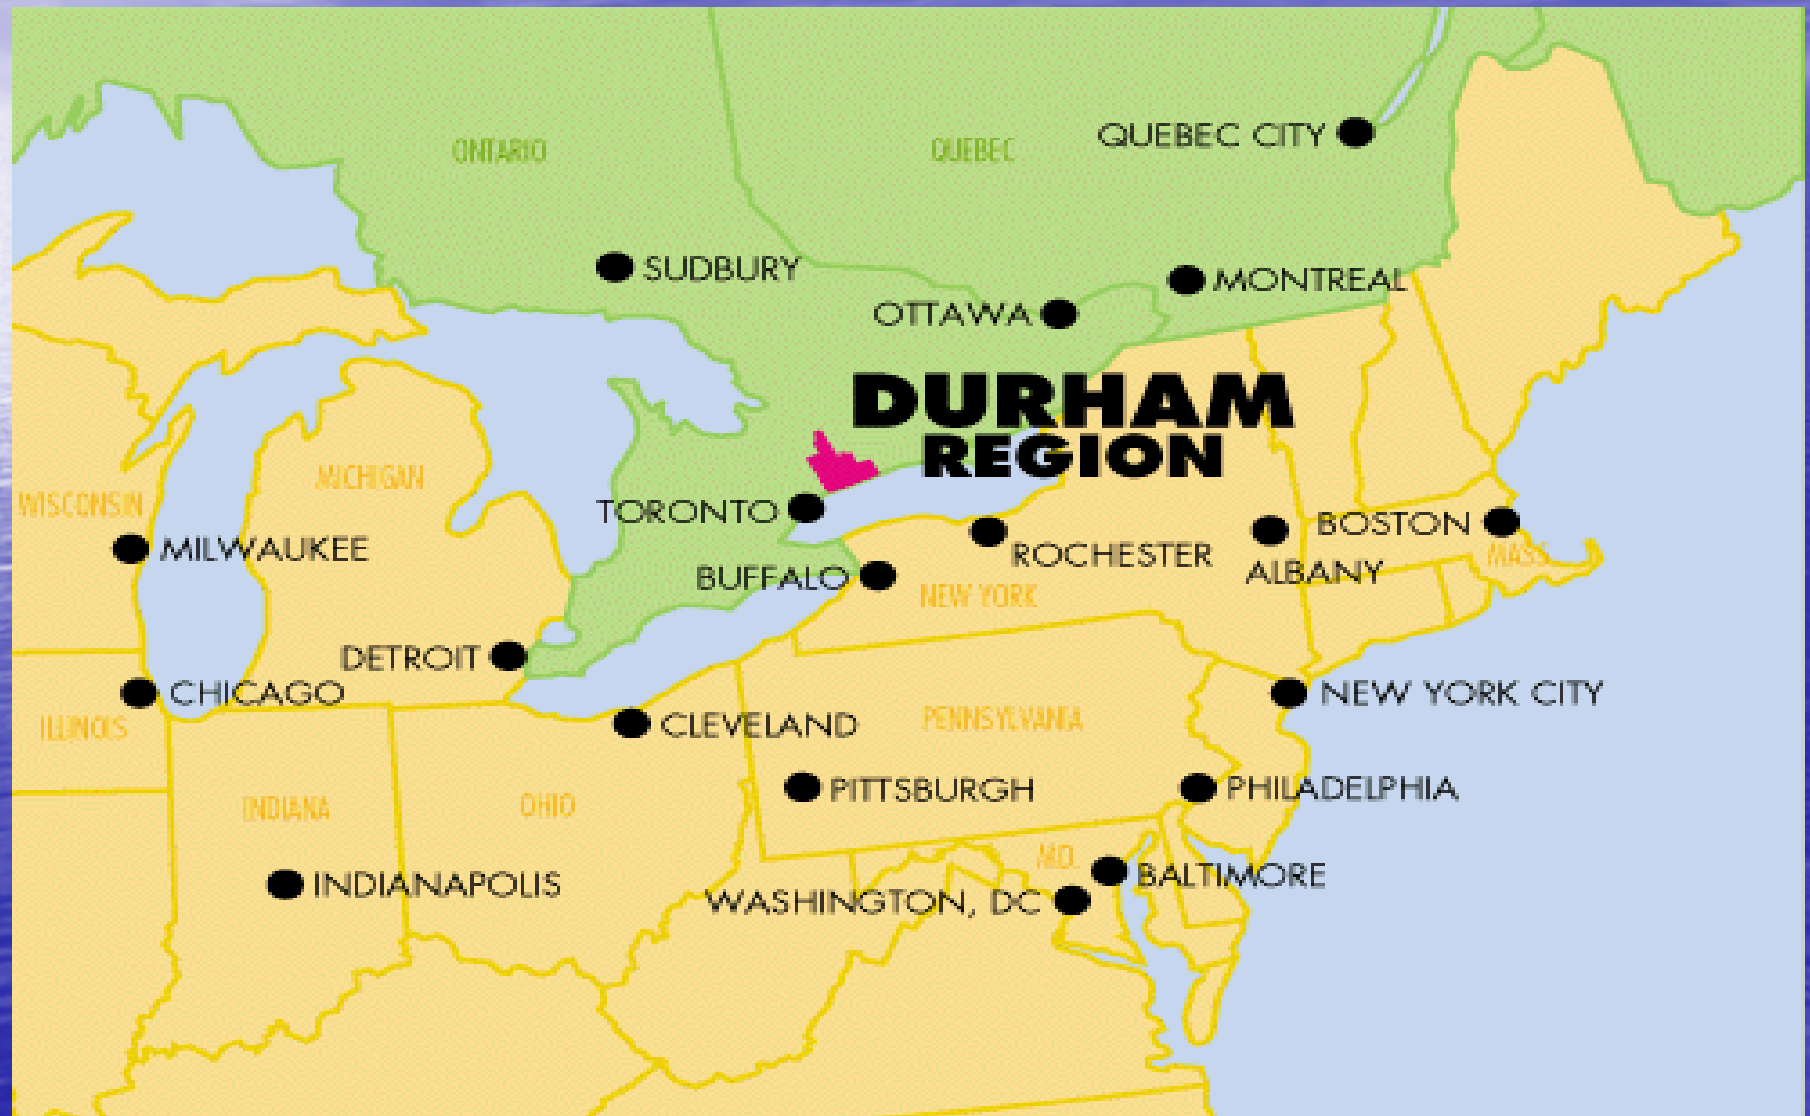 QUEBEC CITY
ONTARIO
QUEBEC
SUDBURY
MONTREAL
OTTAWA
DURHAM
REGION
MICHIGAN
WISCONSIN
TORONTO
BOSTON
MILWAUKEE
ROCHESTER
MASS.
ALBANY
BUFFALO
NEW YORK
DETROIT
CHICAGO
NEW YORK CITY
ILLINOIS
CLEVELAND
PENNSYLVANIA
PITTSBURGH
PHILADELPHIA
INDIANA
OHIO
MD.
BALTIMORE
INDIANAPOLIS
WASHINGTON, DC